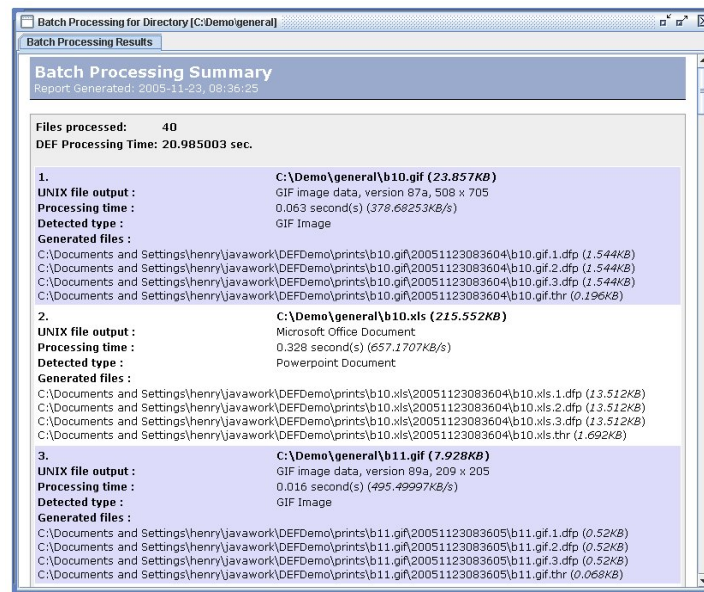 Batch Processing for Directory [C:\Demo\general]
Batch Processing Results
Batch Processing Summary
Report Generated: 2005-11-23, 08:36:25
Files processed: 40
DEF Processing Time: 20.985003 sec.
1. C:\Demo\general\b10.gif (23.857KB)
UNIX file output : GIF image data, version 87a, 508 x 705
Processing time : 0.063 second(s) (378.68253KB/s)
Detected type : GIF Image
Generated files :
C:\Documents and Settings\henry\javawork\DEFDemo\prints\b10.gif\20051123083604\b10.gif.1.dfp (1.544KB)
C:\Documents and Settings\henry\javawork\DEFDemo\prints\b10.gif\20051123083604\b10.gif.2.dfp (1.544KB)
C:\Documents and Settings\henry\javawork\DEFDemo\prints\b10.gif\20051123083604\b10.gif.3.dfp (1.544KB)
C:\Documents and Settings\henry\javawork\DEFDemo\prints\b10.gif\20051123083604\b10.gif.thr (0.196KB)
2. C:\Demo\general\b10.xls (215.552KB)
UNIX file output : Microsoft Office Document
Processing time : 0.328 second(s) (657.1707KB/s)
Detected type : Powerpoint Document
Generated files :
C:\Documents and Settings\henry\javawork\DEFDemo\prints\b10.xls\20051123083604\b10.xls.1.dfp (13.512KB)
C:\Documents and Settings\henry\javawork\DEFDemo\prints\b10.xls\20051123083604\b10.xls.2.dfp (13.512KB)
C:\Documents and Settings\henry\javawork\DEFDemo\prints\b10.xls\20051123083604\b10.xls.3.dfp (13.512KB)
C:\Documents and Settings\henry\javawork\DEFDemo\prints\b10.xls\20051123083604\b10.xls.thr (1.692KB)
3. C:\Demo\general\b11.gif (7.928KB)
UNIX file output : GIF image data, version 89a, 209 x 205
Processing time : 0.016 second(s) (495.49997KB/s)
Detected type : GIF Image
Generated files :
C:\Documents and Settings\henry\javawork\DEFDemo\prints\b11.gif\20051123083605\b11.gif.1.dfp (0.52KB)
C:\Documents and Settings\henry\javawork\DEFDemo\prints\b11.gif\20051123083605\b11.gif.2.dfp (0.52KB)
C:\Documents and Settings\henry\javawork\DEFDemo\prints\b11.gif\20051123083605\b11.gif.3.dfp (0.52KB)
C:\Documents and Settings\henry\javawork\DEFDemo\prints\b11.gif\20051123083605\b11.gif.thr (0.068KB)